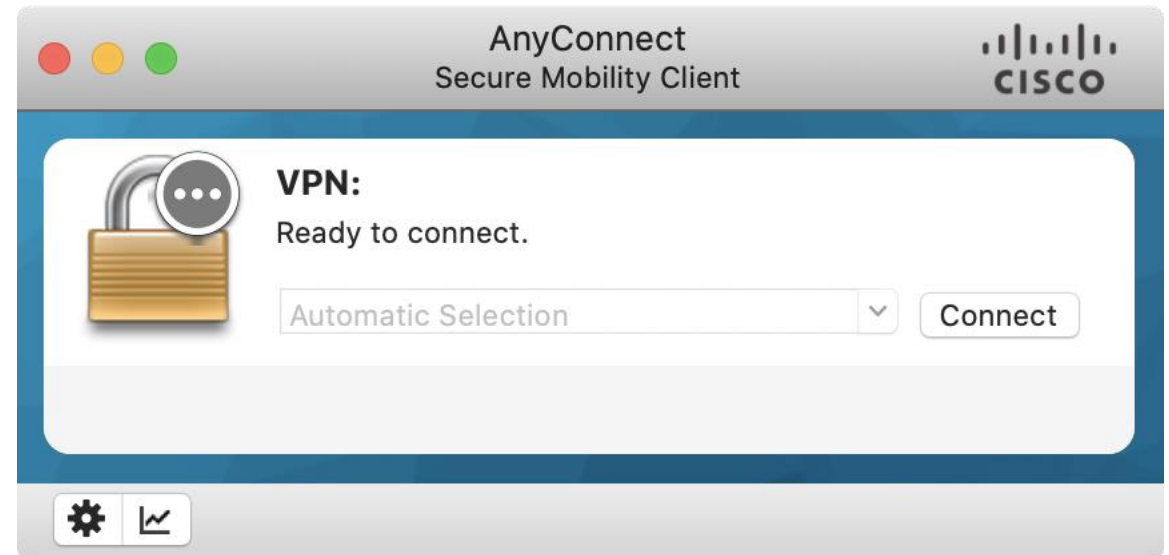 AnyConnect
Secure Mobility Client
CISCO
VPN:
Ready to connect.
Automatic Selection
Connect